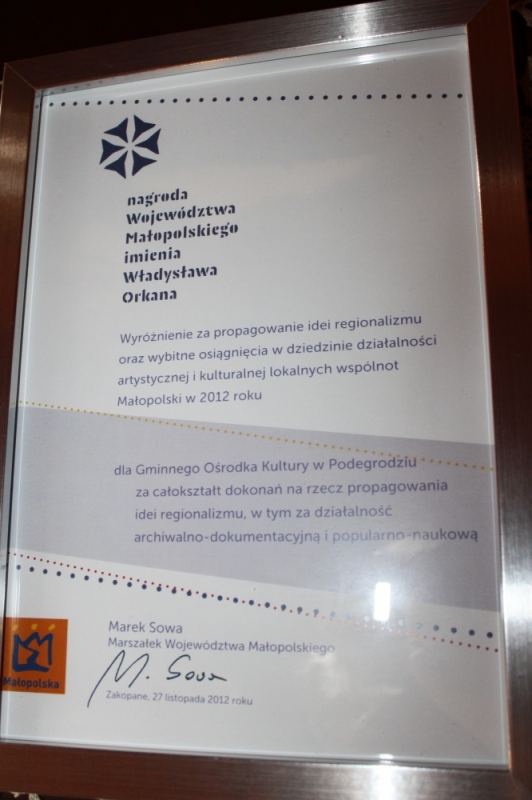 nagroda
Województwa
Małopolskiego
imienia
Władysława
Orkana
Wyróżnienie za propagowanie idei regionalizmu
oraz wybitne osiągnięcia w dziedzinie działalności
artystycznej i kulturalnej lokalnych wspólnot
Małopolski w 2012 roku
dla Gminnego Ośrodka Kultury w Podegrodziu
za całokształt dokonań na rzecz propagowania
idei regionalizmu, w tym za działalność
archiwalno-dokumentacyjną i popularno-naukową
Marek Sowa
Marszałek Województwa Małopolskiego
M. Sowa
Zakopane, 27 listopada 2012 roku
Małopolska